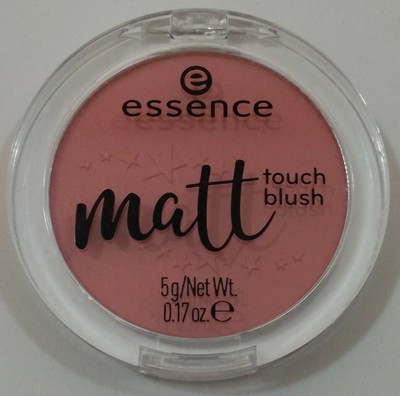 e
essence
matt touch blush
5g/Net Wt.
0.17 oz. ℮